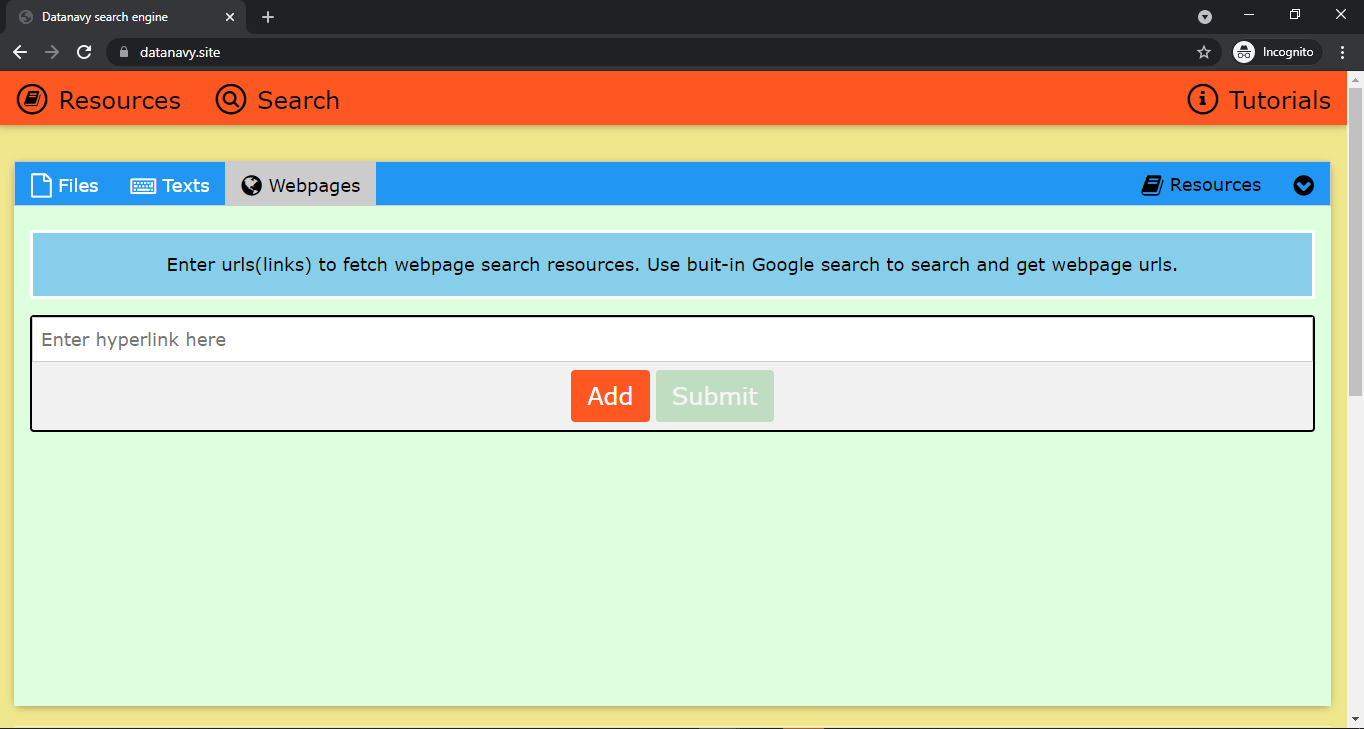 Datanavy search engine
datanavy.site
Incognito
Resources Search Tutorials
Files Texts Webpages Resources
Enter urls(links) to fetch webpage search resources. Use buit-in Google search to search and get webpage urls.
Enter hyperlink here
Add Submit